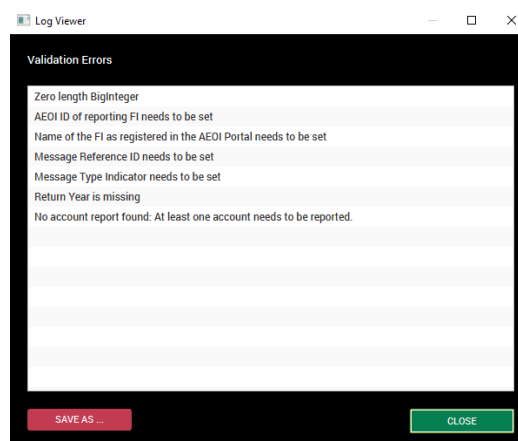 Log Viewer
Validation Errors
Zero length BigInteger
AEOI ID of reporting FI needs to be set
Name of the FI as registered in the AEOI Portal needs to be set
Message Reference ID needs to be set
Message Type Indicator needs to be set
Return Year is missing
No account report found: At least one account needs to be reported.
SAVE AS ...
CLOSE